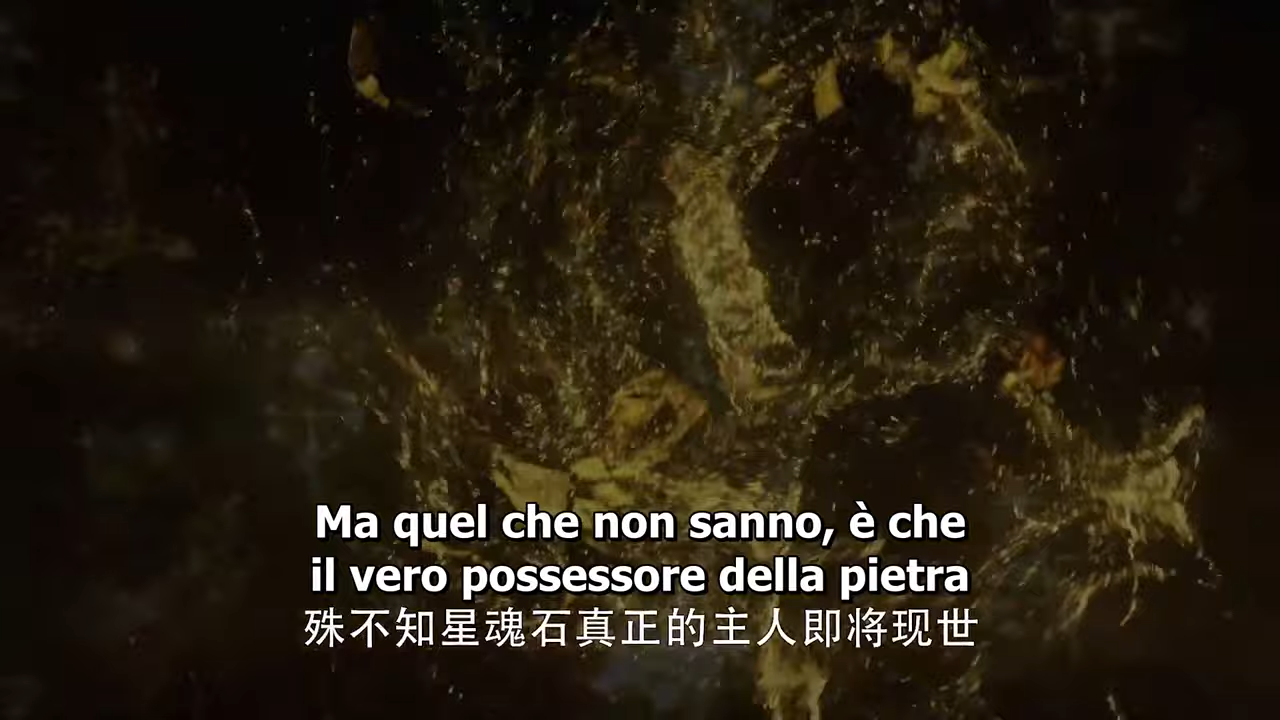 Ma quel che non sanno, è che
il vero possessore della pietra
殊不知星魂石真正的主人即将现世